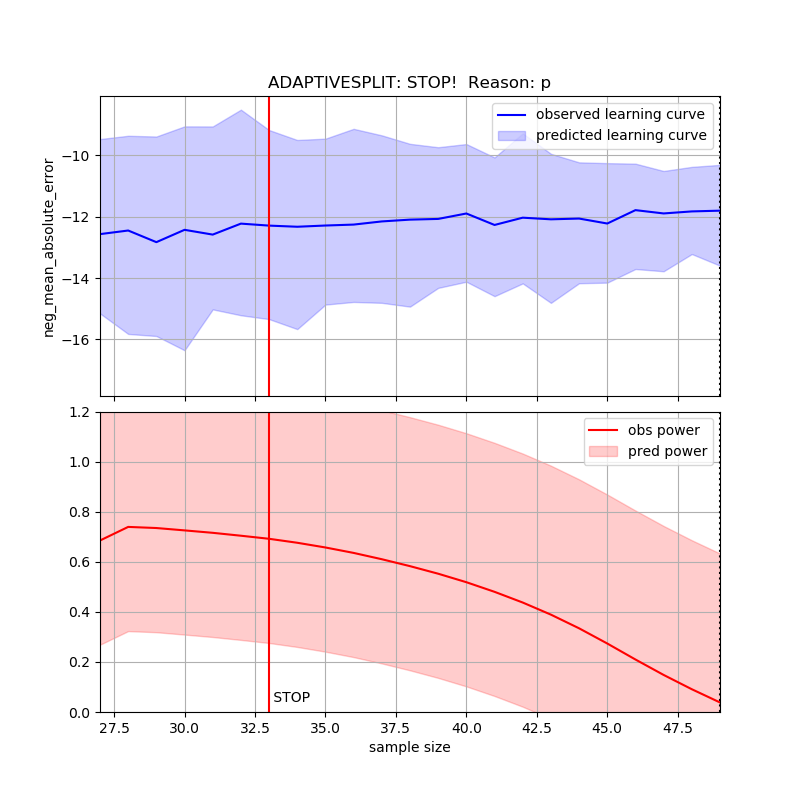 ADAPTIVESPLIT: STOP!  Reason: p
observed learning curve
predicted learning curve
neg_mean_absolute_error
−10
−12
−14
−16
obs power
pred power
1.2
1.0
0.8
0.6
0.4
0.2
0.0
STOP
27.5 30.0 32.5 35.0 37.5 40.0 42.5 45.0 47.5
sample size